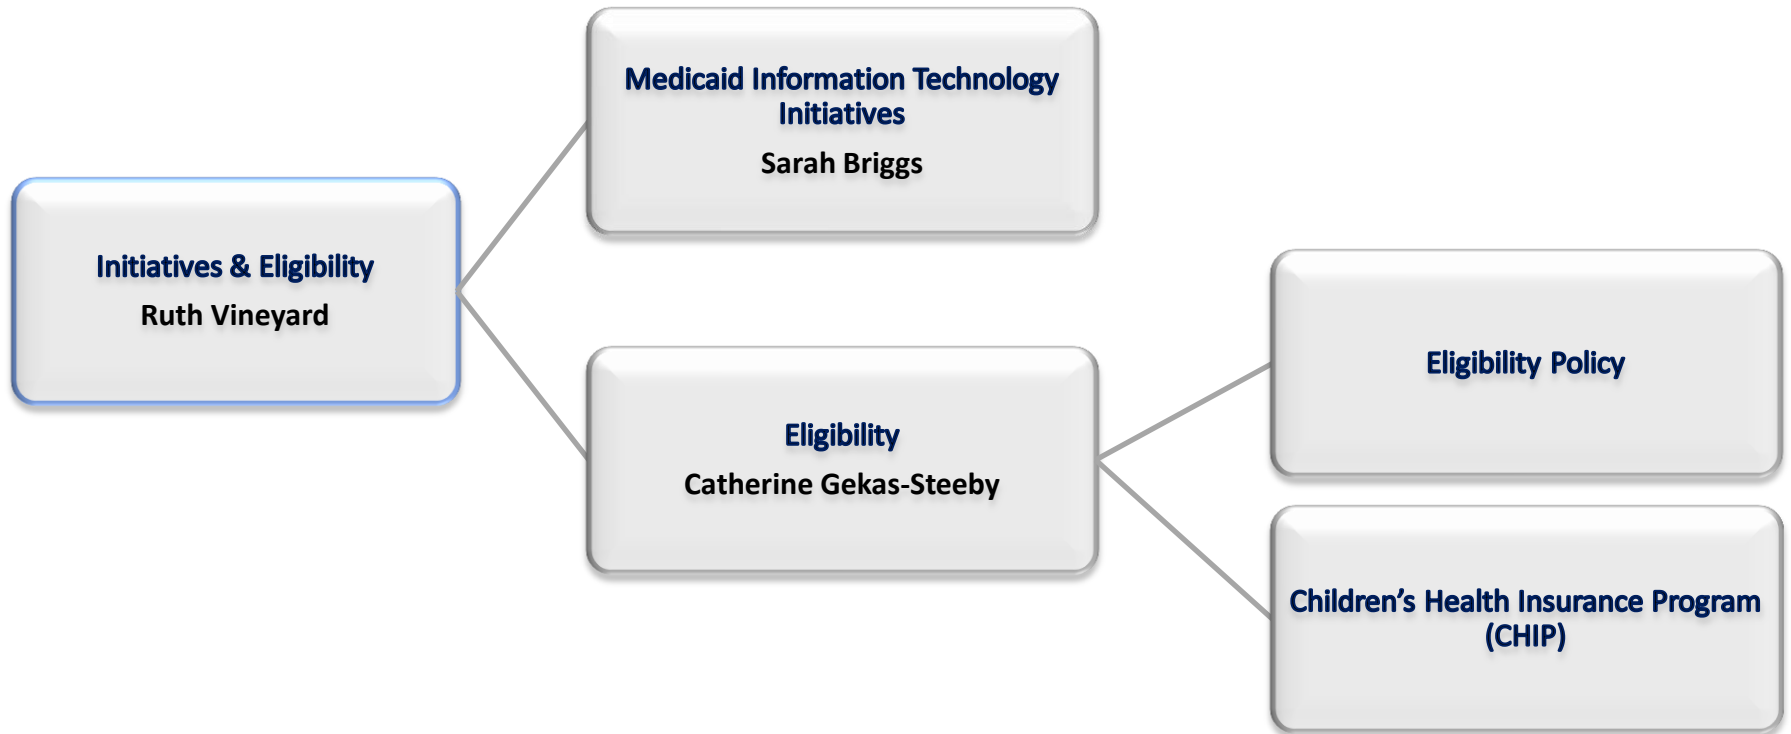 Medicaid Information Technology
Initiatives
Sarah Briggs
Initiatives & Eligibility
Ruth Vineyard
Eligibility
Catherine Gekas-Steeby
Eligibility Policy
Children’s Health Insurance Program
(CHIP)